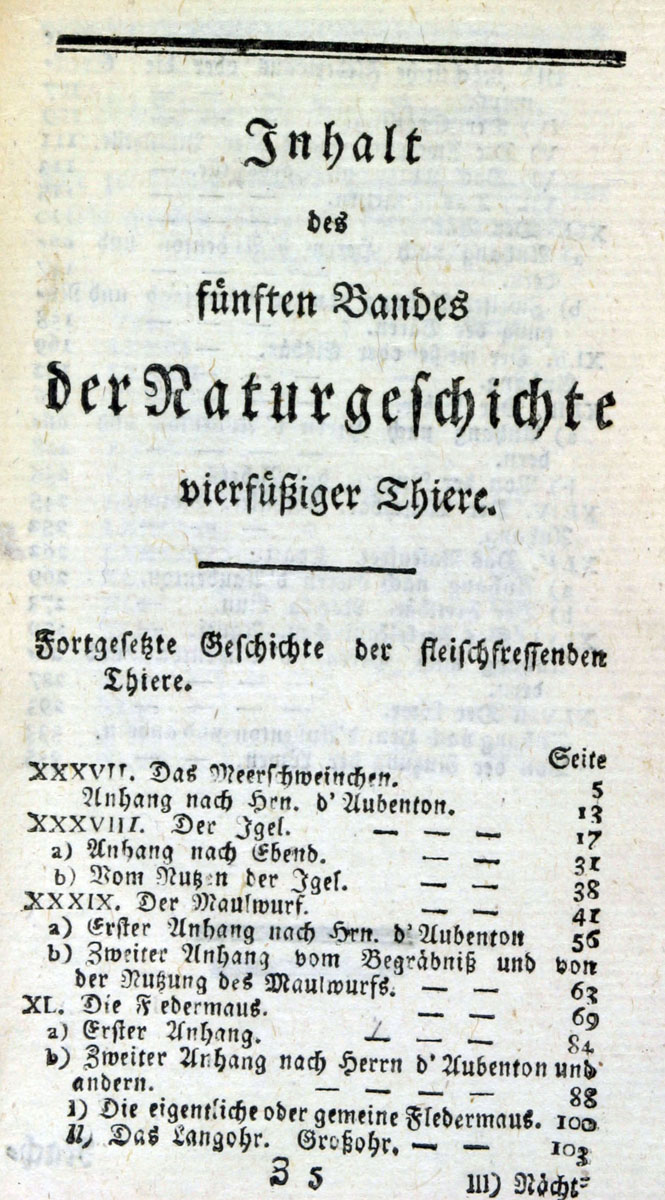 Inhalt
des
fünften Bandes
der Naturgeschichte
vierfüßiger Thiere.
Fortgesetzte Geschichte der fleischfressenden
Thiere.
Seite
XXXVII. Das Meerschweinchen. 5
Anhang nach Hrn. d'Aubenton. 13
XXXVIII. Der Igel. — — — 17
a) Anhang nach Ebend. — — 31
b) Vom Nutzen der Igel. — — 38
XXXIX. Der Maulwurf. — — 41
a) Erster Anhang nach Hrn. d'Aubenton 56
b) Zweiter Anhang vom Begräbniß und von
der Nutzung des Maulwurfs. — — 63
XL. Die Fledermaus. — — 69
a) Erster Anhang. — — — 84
b) Zweiter Anhang nach Herrn d'Aubenton und
andern. — — — — 88
I) Die eigentliche oder gemeine Fledermaus. 100
II) Das Langohr. Großohr. — — 103
Z 5 III) Nächt-